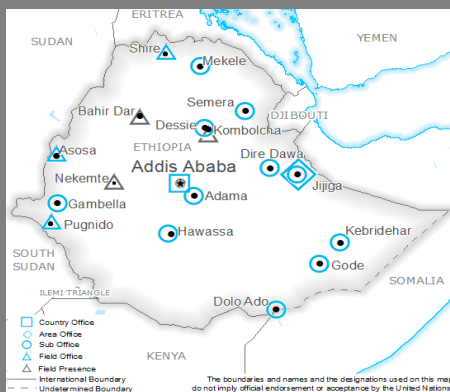 ERITREA
SUDAN
YEMEN
Shire
Mekele
Semera
Bahir Dar
DJIBOUTI
Dessie
Kombolcha
ETHIOPIA
Asosa
Dire Dawa
Addis Ababa
Nekemte
Jijiga
Adama
Gambella
Pugnido
Hawassa
Kebridehar
SOUTH
SUDAN
Gode
SOMALIA
ILEMI TRIANGLE
Dolo Ado
Country Office
Area Office
Sub Office
Field Office
KENYA
Field Presence
International Boundary
Undetermined Boundary
The boundaries and names and the designations used on this map
do not imply official endorsement or acceptance by the United Nations